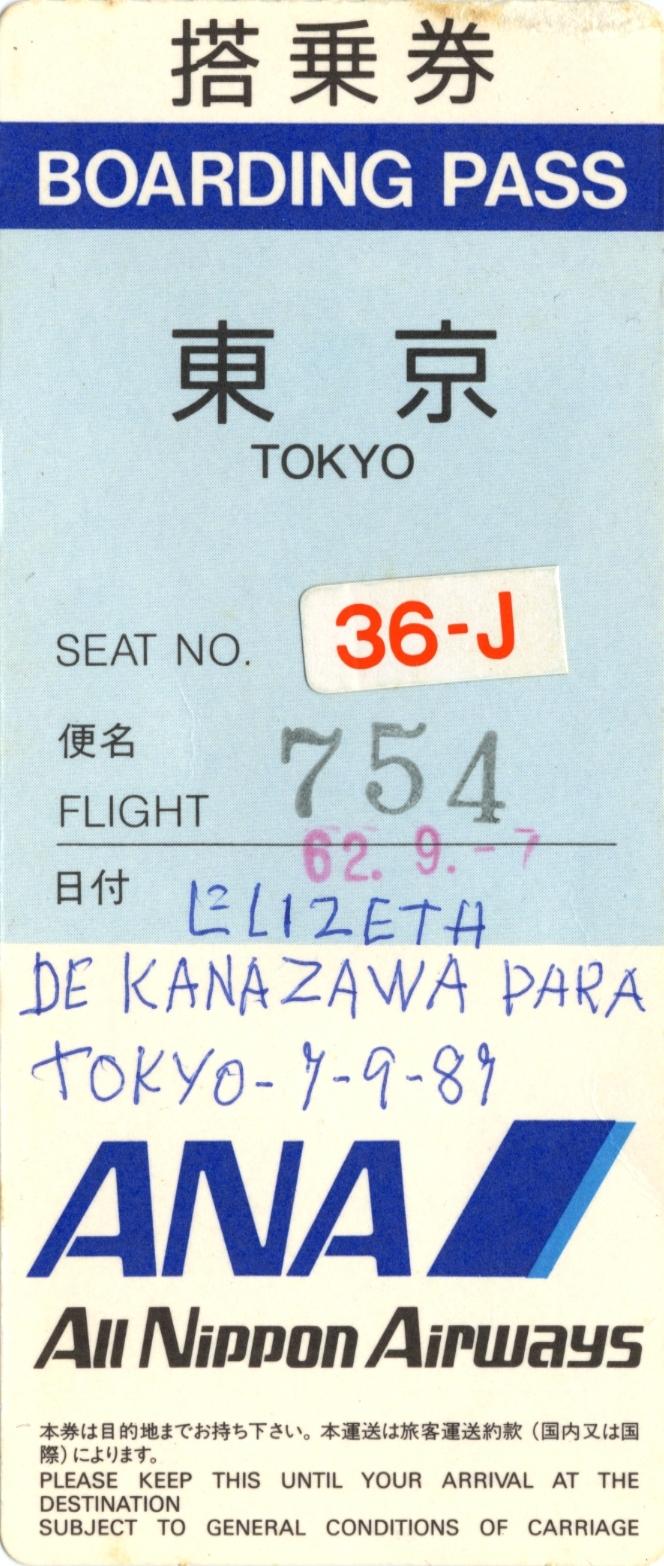 搭乗券
BOARDING PASS
東京
TOKYO
SEAT NO. 36-J
便名
FLIGHT 754
62.9.-7
日付
ELIZETH
DE KANAZAWA PARA
TOKYO-7-9-87
ANA
All Nippon Airways
本券は目的地までお持ち下さい。本運送は旅客運送約款（国内又は国
際）によります。
PLEASE KEEP THIS UNTIL YOUR ARRIVAL AT THE
DESTINATION
SUBJECT TO GENERAL CONDITIONS OF CARRIAGE